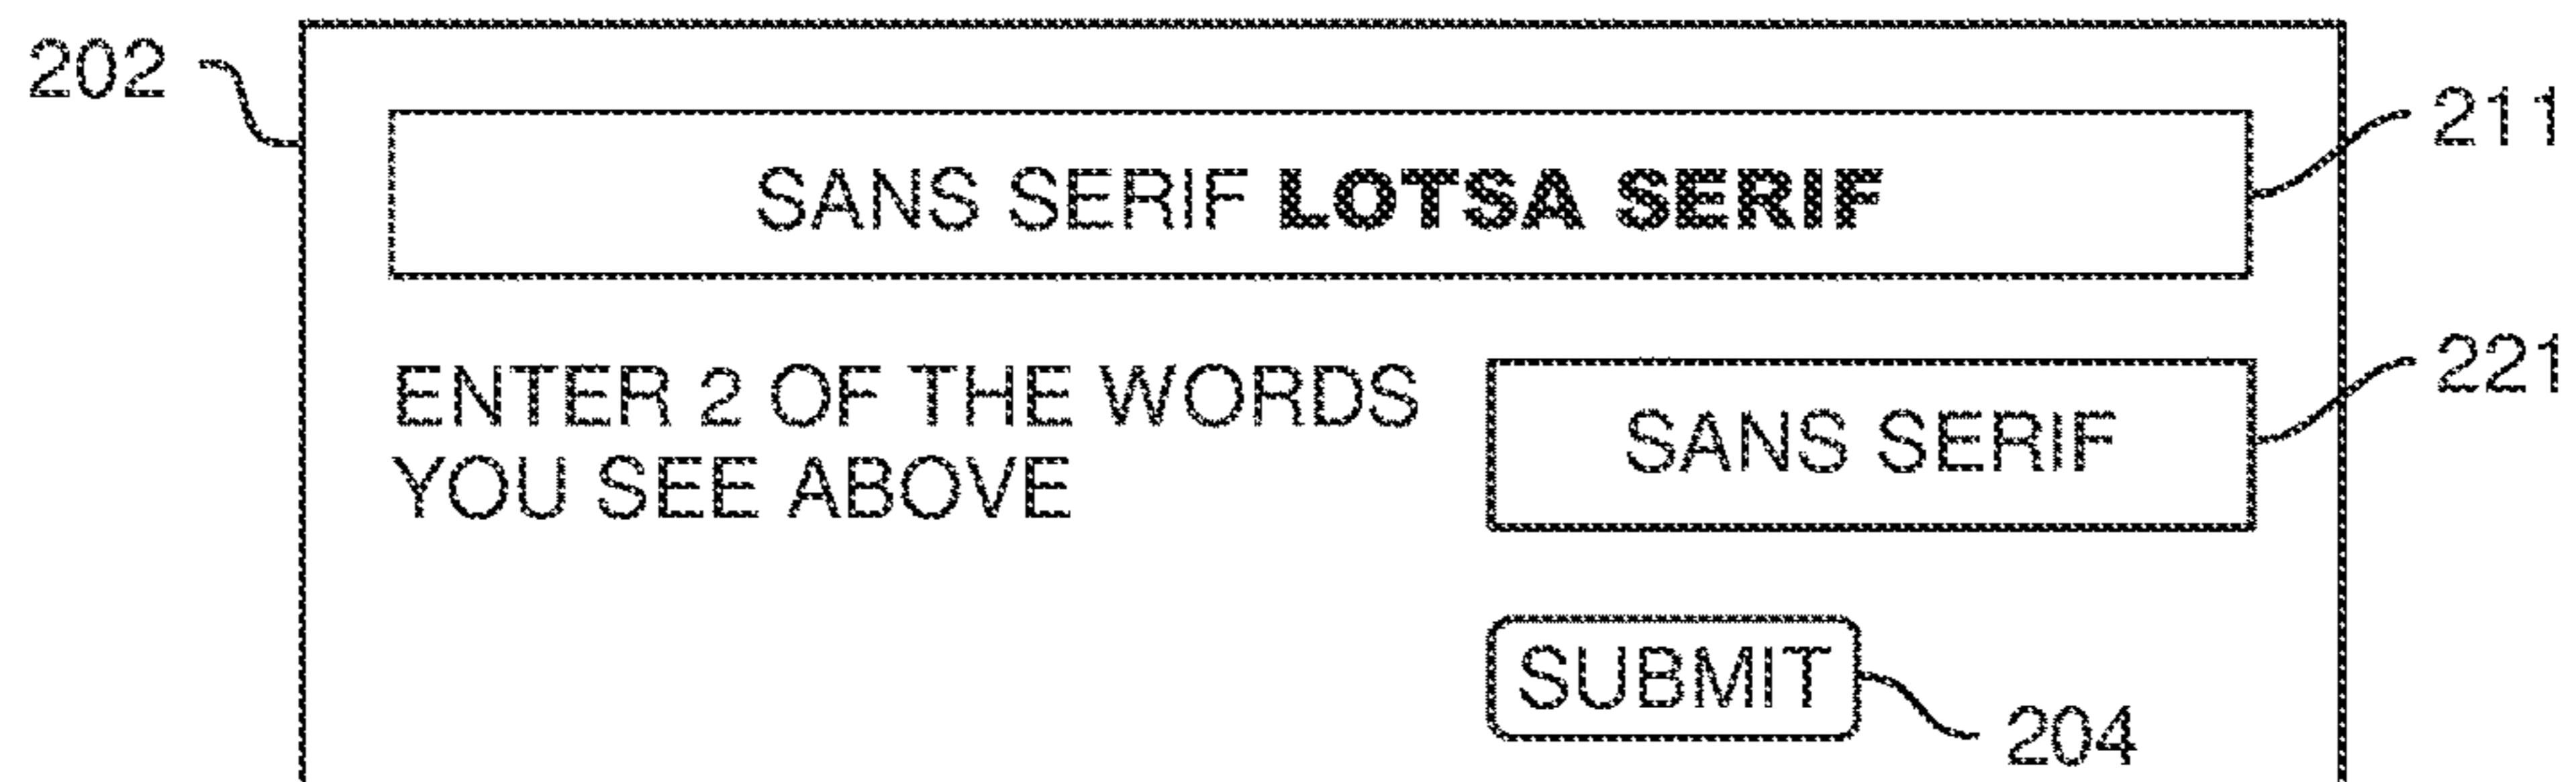 202
211
SANS SERIF LOTSA SERIF
221
ENTER 2 OF THE WORDS
YOU SEE ABOVE
SANS SERIF
SUBMIT
204